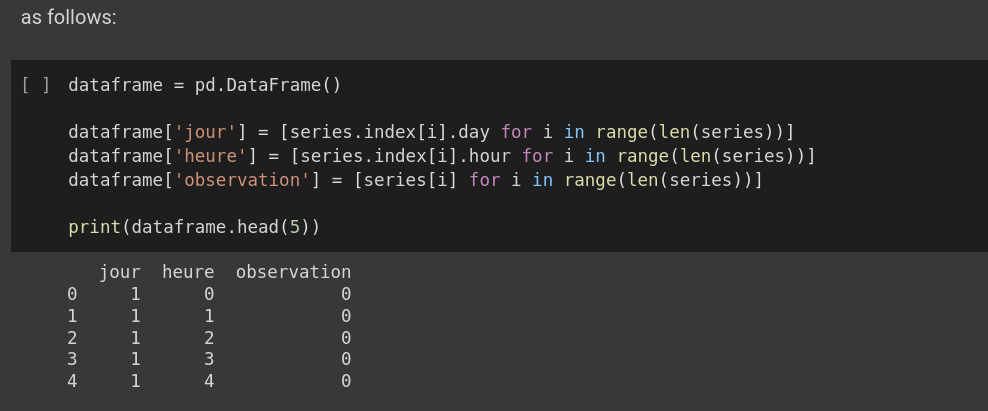 as follows:
[ ] dataframe = pd.DataFrame()
dataframe['jour'] = [series.index[i].day for i in range(len(series))]
dataframe['heure'] = [series.index[i].hour for i in range(len(series))]
dataframe['observation'] = [series[i] for i in range(len(series))]
print(dataframe.head(5))
jour heure observation
0 1 0 0
1 1 1 0
2 1 2 0
3 1 3 0
4 1 4 0